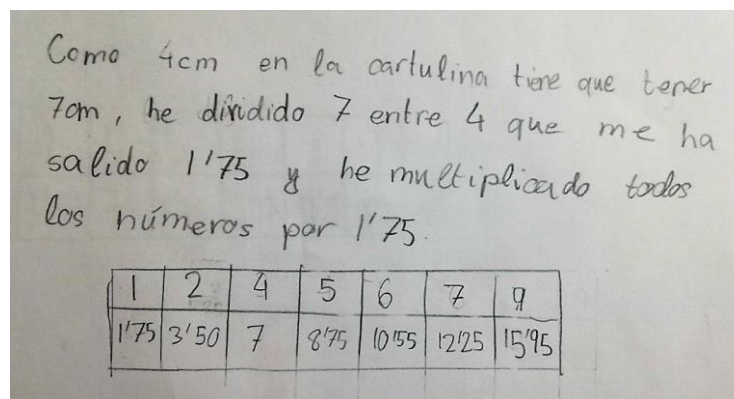 Como 4cm en la cartulina tiene que tener
7cm, he dividido 7 entre 4 que me ha
salido 1'75 y he multiplicado todos
los números por 1'75.
1 2 4 5 6 7 9
1'75 3'50 7 8'75 10'55 12'25 15'95